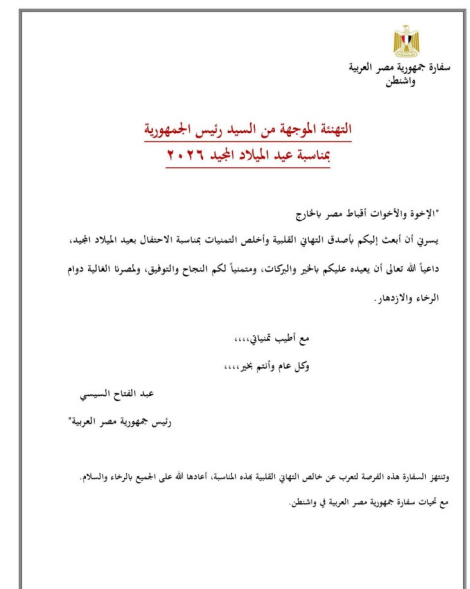 سفارة جمهورية مصر العربية
واشنطن
التهنئة الموجهة من السيد رئيس الجمهورية
بمناسبة عيد الميلاد المجيد ٢٠٢٦
"الإخوة والأخوات أقباط مصر بالخارج
يسرني أن أبعث إليكم بأصدق التهاني القلبية وأخلص التمنيات بمناسبة الاحتفال بعيد الميلاد المجيد،
داعياً الله تعالى أن يعيده عليكم بالخير والبركات، ومتمنياً لكم النجاح والتوفيق، ولمصرنا الغالية دوام
الرخاء والازدهار.
مع أطيب تمنياتي،،،،
وكل عام وأنتم بخير،،،،
عبد الفتاح السيسي
رئيس جمهورية مصر العربية"
وتنتهز السفارة هذه الفرصة لتعرب عن خالص التهاني القلبية بهذه المناسبة، أعادها الله على الجميع بالرخاء والسلام.
مع تحيات سفارة جمهورية مصر العربية في واشنطن.